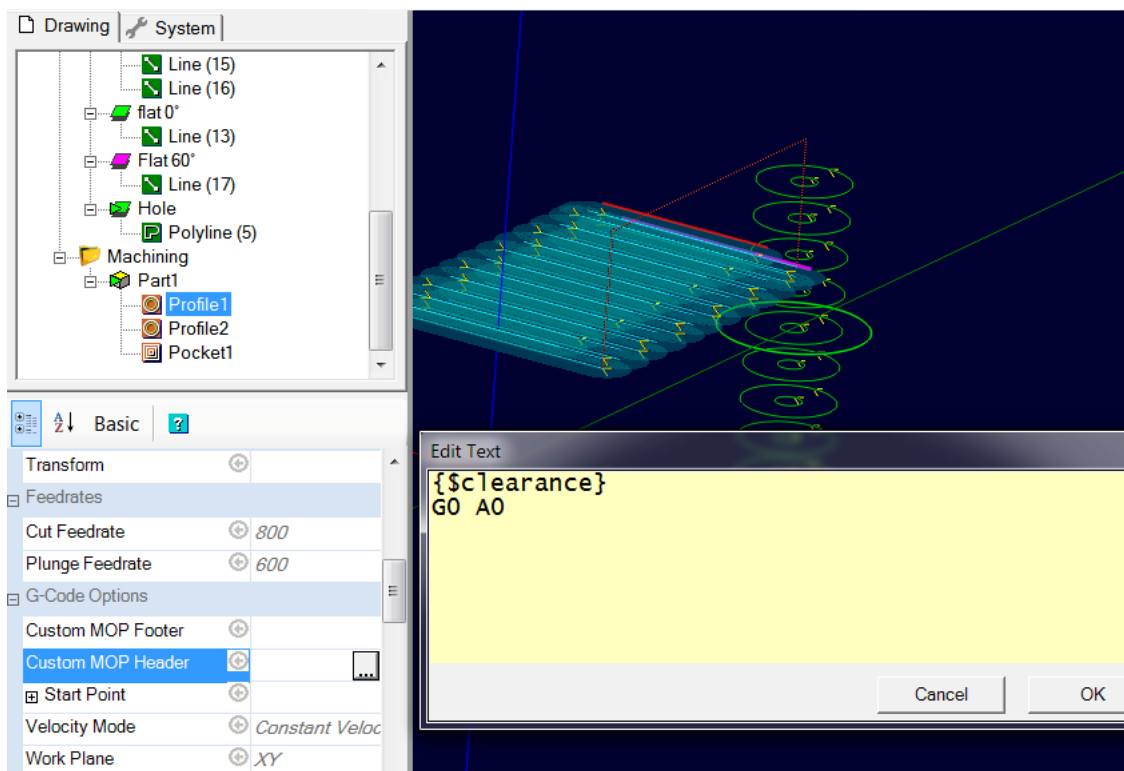 Drawing
System
Line (15)
Line (16)
flat 0°
Line (13)
Flat 60°
Line (17)
Hole
Polyline (5)
Machining
Part1
Profile1
Profile2
Pocket1
Basic
Transform
Feedrates
Cut Feedrate 800
Plunge Feedrate 600
G-Code Options
Custom MOP Footer
Custom MOP Header ...
Start Point
Velocity Mode Constant Veloc
Work Plane XY
Edit Text
{$clearance}
G0 A0
Cancel OK